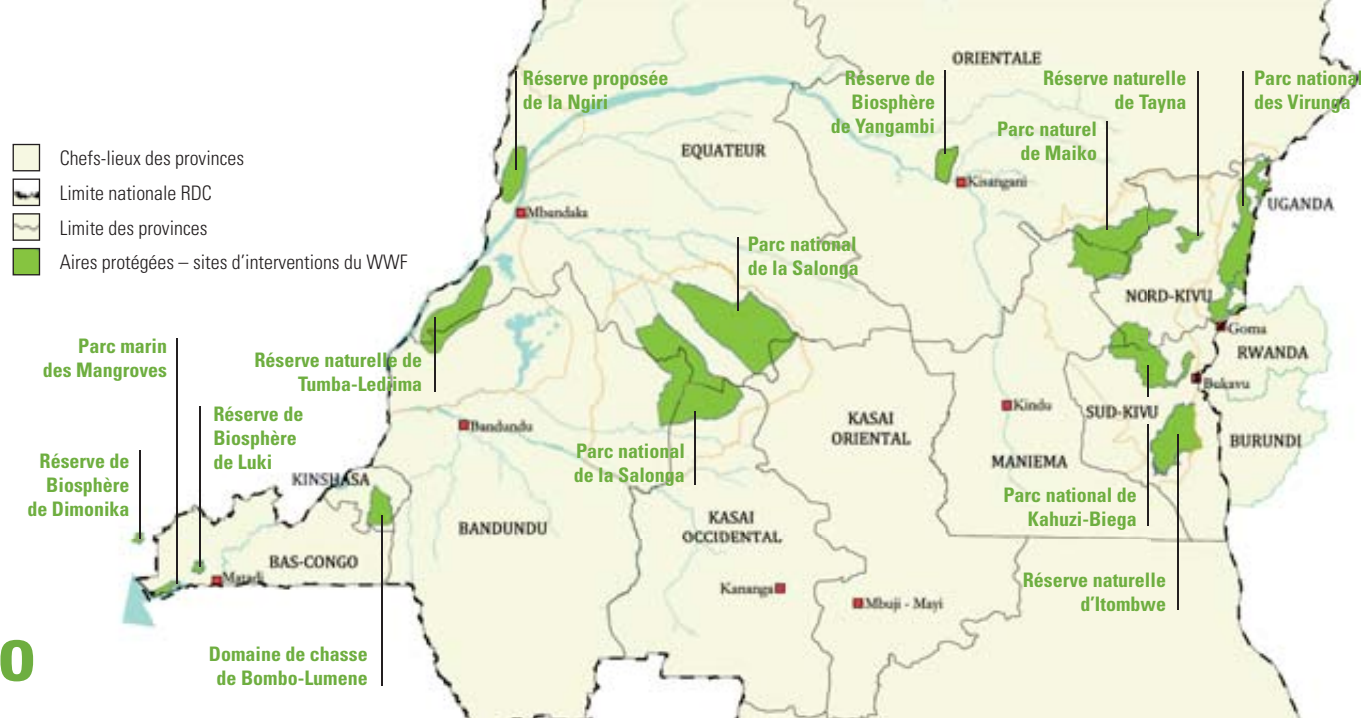 ORIENTALE
Réserve proposée
de la Ngiri
Réserve de
Biosphère
de Yangambi
Réserve naturelle
de Tayna
Parc national
des Virunga
Parc naturel
de Maiko
Chefs-lieux des provinces
Limite nationale RDC
Limite des provinces
Aires protégées – sites d'interventions du WWF
EQUATEUR
Kisangani
UGANDA
Mbandaka
Parc national
de la Salonga
NORD-KIVU
Goma
RWANDA
Parc marin
des Mangroves
Réserve naturelle de
Tumba-Lediima
Bukavu
Réserve de
Biosphère
de Luki
Bandundu
KASAI
ORIENTAL
Kindu
SUD-KIVU
BURUNDI
MANIEMA
Réserve de
Biosphère
de Dimonika
KINSHASA
Parc national
de la Salonga
Parc national de
Kahuzi-Biega
BANDUNDU
KASAI
OCCIDENTAL
BAS-CONGO
Matadi
Kananga
Mbuji - Mayi
Réserve naturelle
d'Itombwe
Domaine de chasse
de Bombo-Lumene
0